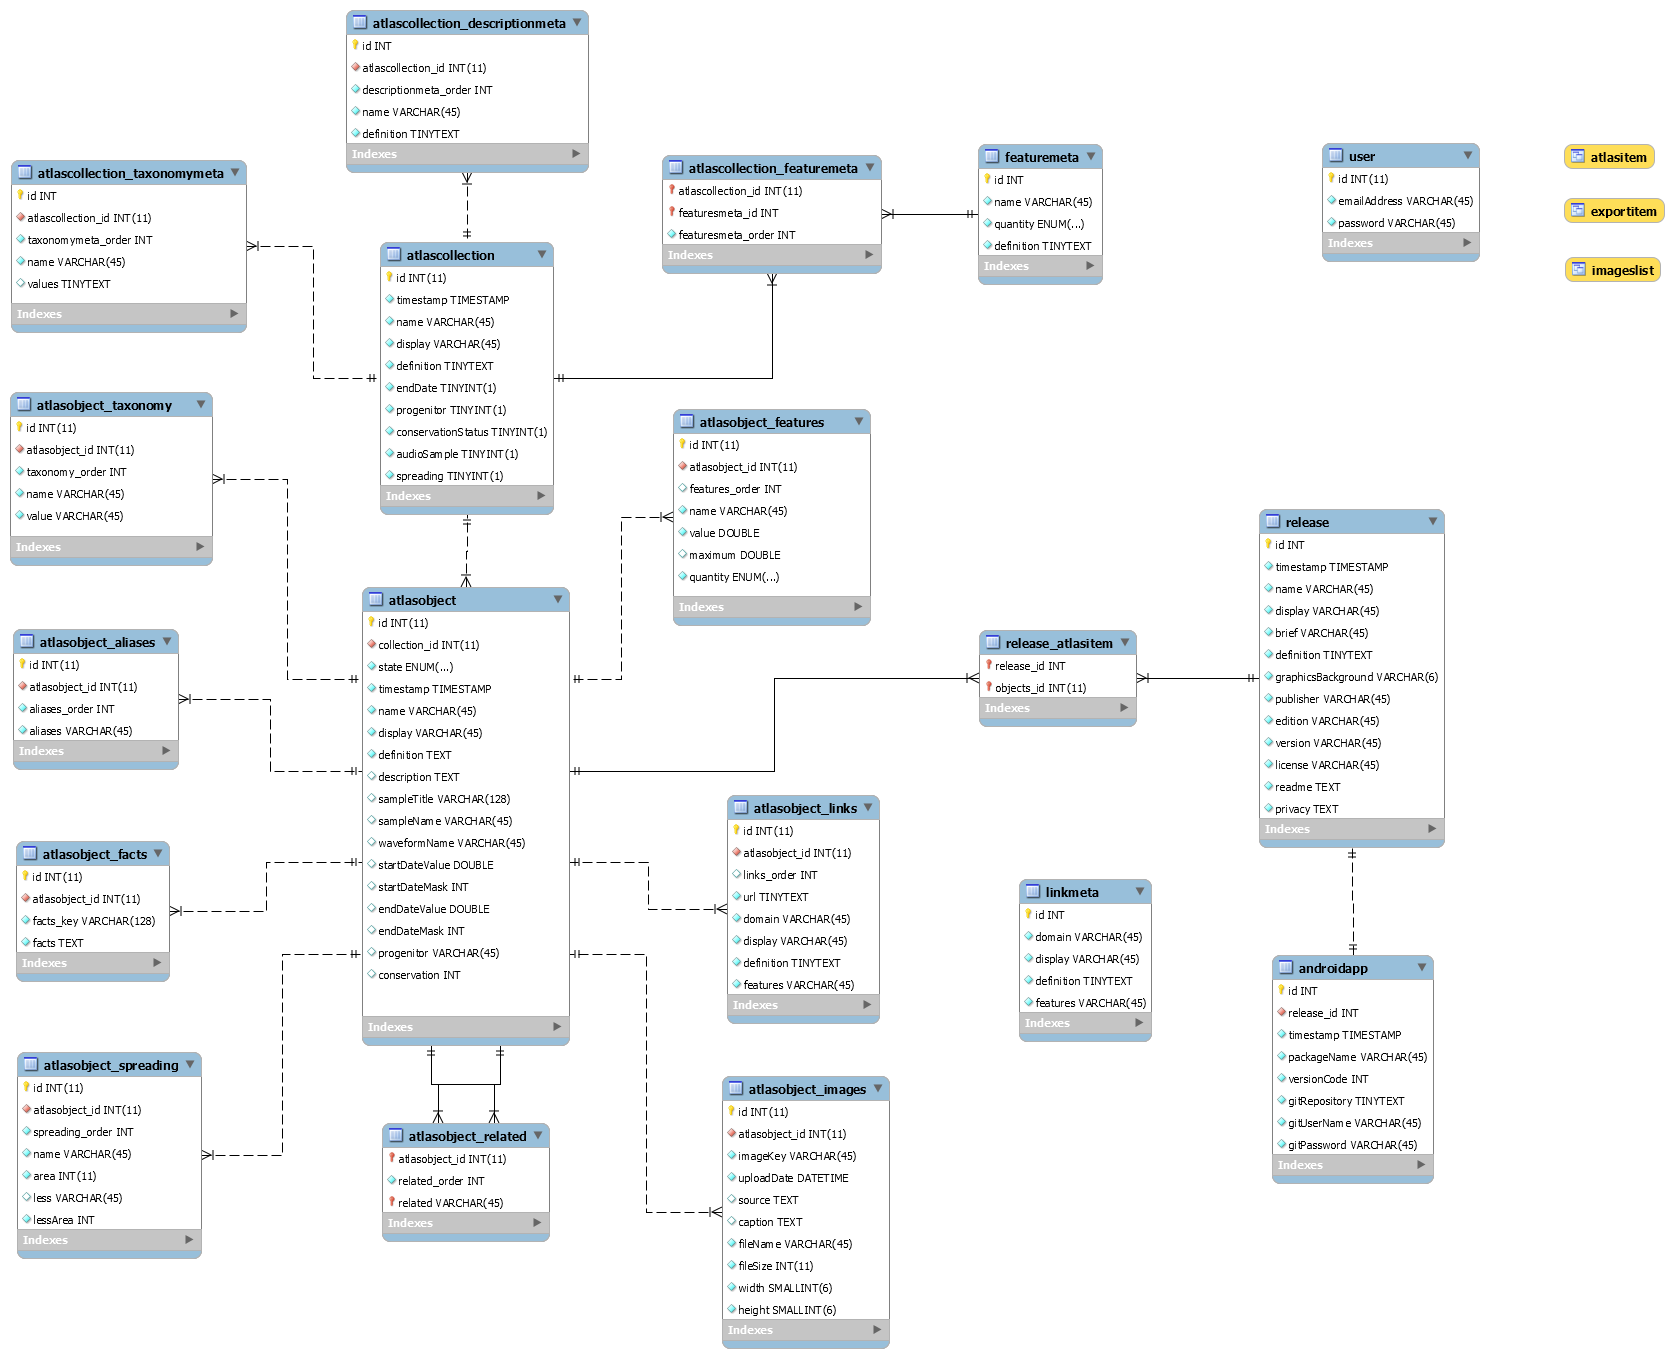 atlascollection_descriptionmeta
id INT
atlascollection_id INT(11)
descriptionmeta_order INT
name VARCHAR(45)
definition TINYTEXT
Indexes
atlascollection_taxonomymeta
id INT
atlascollection_id INT(11)
taxonomymeta_order INT
name VARCHAR(45)
values TINYTEXT
Indexes
atlascollection_featuremeta
atlascollection_id INT(11)
featuresmeta_id INT
featuresmeta_order INT
Indexes
featuremeta
id INT
name VARCHAR(45)
quantity ENUM(...)
definition TINYTEXT
Indexes
user
id INT(11)
emailAddress VARCHAR(45)
password VARCHAR(45)
Indexes
atlasitem
exportitem
imageslist
atlascollection
id INT(11)
timestamp TIMESTAMP
name VARCHAR(45)
display VARCHAR(45)
definition TINYTEXT
endDate TINYINT(1)
progenitor TINYINT(1)
conservationStatus TINYINT(1)
audioSample TINYINT(1)
spreading TINYINT(1)
Indexes
atlasobject_taxonomy
id INT(11)
atlasobject_id INT(11)
taxonomy_order INT
name VARCHAR(45)
value VARCHAR(45)
Indexes
atlasobject_features
id INT(11)
atlasobject_id INT(11)
features_order INT
name VARCHAR(45)
value DOUBLE
maximum DOUBLE
quantity ENUM(...)
Indexes
release
id INT
timestamp TIMESTAMP
name VARCHAR(45)
display VARCHAR(45)
brief VARCHAR(45)
definition TINYTEXT
graphicsBackground VARCHAR(6)
publisher VARCHAR(45)
edition VARCHAR(45)
version VARCHAR(45)
license VARCHAR(45)
readme TEXT
privacy TEXT
Indexes
atlasobject
id INT(11)
collection_id INT(11)
state ENUM(...)
timestamp TIMESTAMP
name VARCHAR(45)
display VARCHAR(45)
definition TEXT
description TEXT
sampleTitle VARCHAR(128)
sampleName VARCHAR(45)
waveformName VARCHAR(45)
startDateValue DOUBLE
startDateMask INT
endDateValue DOUBLE
endDateMask INT
progenitor VARCHAR(45)
conservation INT
Indexes
atlasobject_aliases
id INT(11)
atlasobject_id INT(11)
aliases_order INT
aliases VARCHAR(45)
Indexes
release_atlasitem
release_id INT
objects_id INT(11)
Indexes
atlasobject_links
id INT(11)
atlasobject_id INT(11)
links_order INT
url TINYTEXT
domain VARCHAR(45)
display VARCHAR(45)
definition TINYTEXT
features VARCHAR(45)
Indexes
atlasobject_facts
id INT(11)
atlasobject_id INT(11)
facts_key VARCHAR(128)
facts TEXT
Indexes
linkmeta
id INT
domain VARCHAR(45)
display VARCHAR(45)
definition TINYTEXT
features VARCHAR(45)
Indexes
androidapp
id INT
release_id INT
timestamp TIMESTAMP
packageName VARCHAR(45)
versionCode INT
gitRepository TINYTEXT
gitUserName VARCHAR(45)
gitPassword VARCHAR(45)
Indexes
atlasobject_spreading
id INT(11)
atlasobject_id INT(11)
spreading_order INT
name VARCHAR(45)
area INT(11)
less VARCHAR(45)
lessArea INT
Indexes
atlasobject_related
atlasobject_id INT(11)
related_order INT
related VARCHAR(45)
Indexes
atlasobject_images
id INT(11)
atlasobject_id INT(11)
imageKey VARCHAR(45)
uploadDate DATETIME
source TEXT
caption TEXT
fileName VARCHAR(45)
fileSize INT(11)
width SMALLINT(6)
height SMALLINT(6)
Indexes